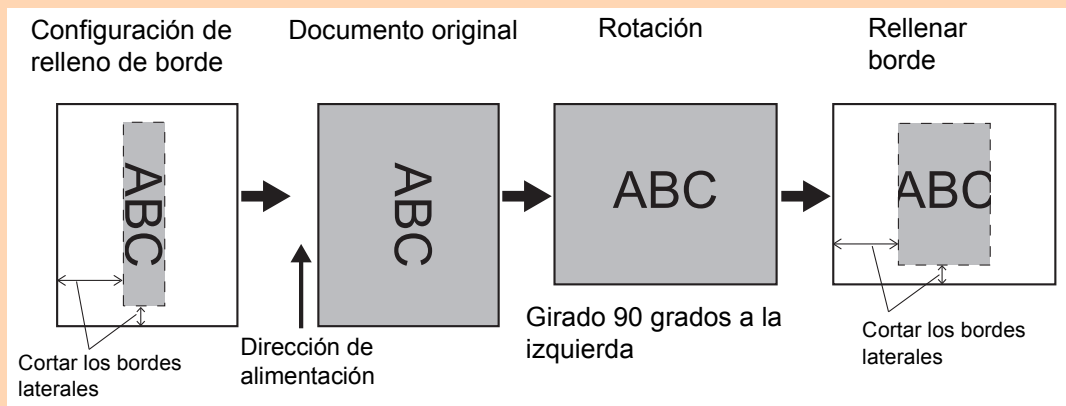 Configuración de
relleno de borde
Documento original
Rotación
Rellenar
borde
ABC
ABC
ABC
ABC
Cortar los bordes
laterales
Dirección de
alimentación
Girado 90 grados a la
izquierda
Cortar los bordes
laterales